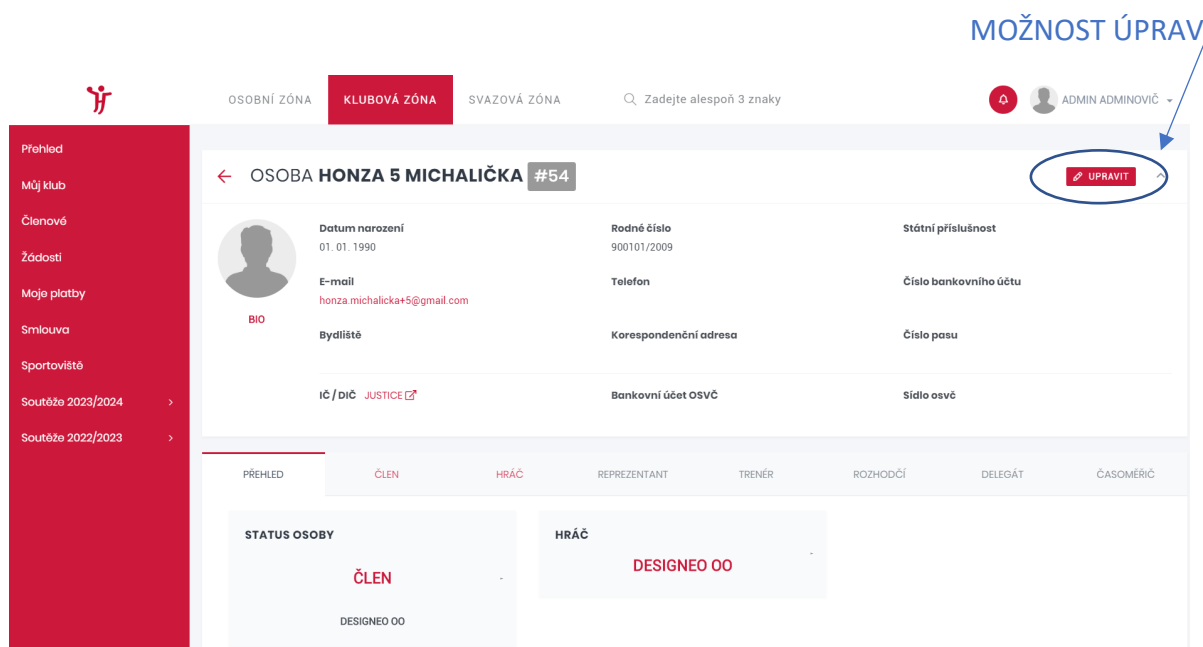 MOŽNOST ÚPRAV
OSOBNÍ ZÓNA
KLUBOVÁ ZÓNA
SVAZOVÁ ZÓNA
Zadejte alespoň 3 znaky
ADMIN ADMINOVIČ
Přehled
Můj klub
Členové
Žádosti
Moje platby
Smlouva
Sportoviště
Soutěže 2023/2024
Soutěže 2022/2023
OSOBA HONZA 5 MICHALIČKA #54
UPRAVIT
BIO
Datum narození
01. 01. 1990
Rodné číslo
900101/2009
Státní příslušnost
E-mail
honza.michalicka+5@gmail.com
Telefon
Číslo bankovního účtu
Bydliště
Korespondenční adresa
Číslo pasu
IČ / DIČ JUSTICE
Bankovní účet OSVČ
Sídlo osvč
PŘEHLED
ČLEN
HRÁČ
REPREZENTANT
TRENÉR
ROZHODČÍ
DELEGÁT
ČASOMĚŘIČ
STATUS OSOBY
ČLEN
-
DESIGNEO OO
HRÁČ
-
DESIGNEO OO